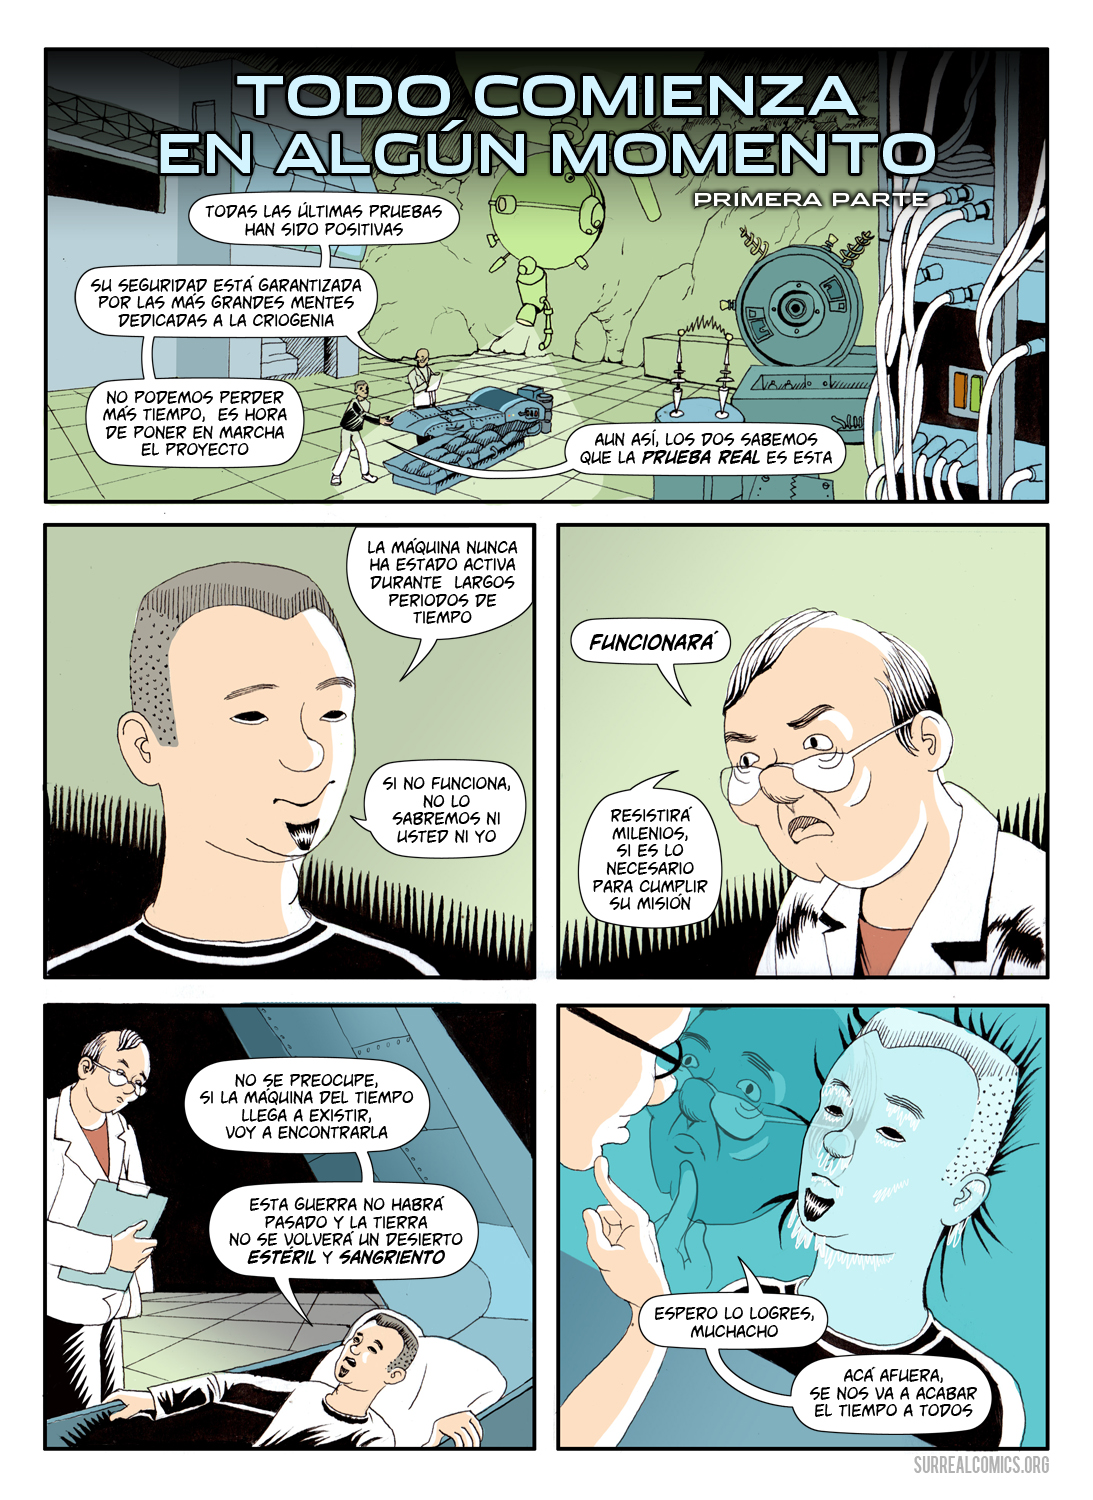 TODO COMIENZA
EN ALGÚN MOMENTO
PRIMERA PARTE
TODAS LAS ÚLTIMAS PRUEBAS
HAN SIDO POSITIVAS
SU SEGURIDAD ESTÁ GARANTIZADA
POR LAS MÁS GRANDES MENTES
DEDICADAS A LA CRIOGENIA
NO PODEMOS PERDER
MÁS TIEMPO, ES HORA
DE PONER EN MARCHA
EL PROYECTO
AUN ASÍ, LOS DOS SABEMOS
QUE LA PRUEBA REAL ES ESTA
LA MÁQUINA NUNCA
HA ESTADO ACTIVA
DURANTE LARGOS
PERIODOS DE
TIEMPO
SI NO FUNCIONA,
NO LO
SABREMOS NI
USTED NI YO
FUNCIONARÁ
RESISTIRÁ
MILENIOS,
SI ES LO
NECESARIO
PARA CUMPLIR
SU MISIÓN
NO SE PREOCUPE,
SI LA MÁQUINA DEL TIEMPO
LLEGA A EXISTIR,
VOY A ENCONTRARLA
ESTA GUERRA NO HABRÁ
PASADO Y LA TIERRA
NO SE VOLVERÁ UN DESIERTO
ESTÉRIL Y SANGRIENTO
ESPERO LO LOGRES,
MUCHACHO
ACÁ AFUERA,
SE NOS VA A ACABAR
EL TIEMPO A TODOS
SURREALCOMICS.ORG